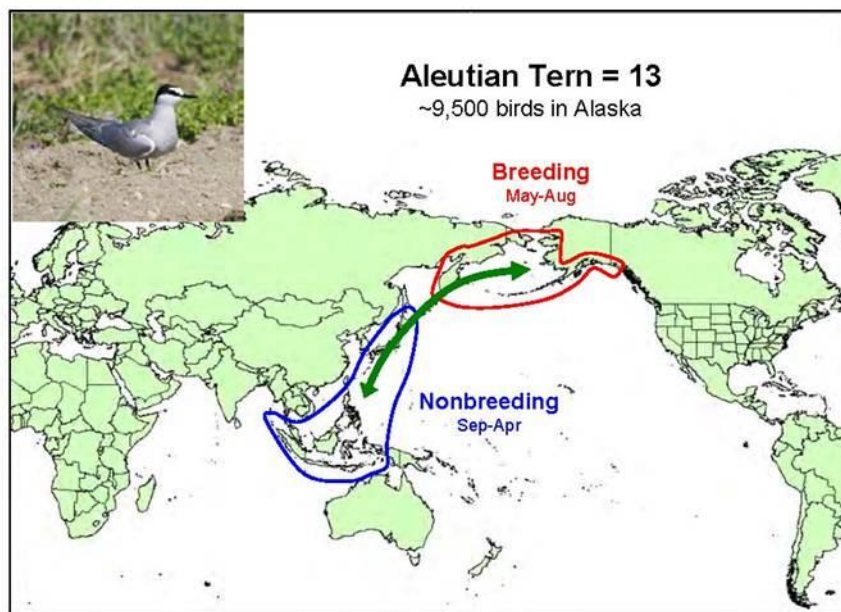 Aleutian Tern = 13
~9,500 birds in Alaska
Breeding
May-Aug
Nonbreeding
Sep-Apr